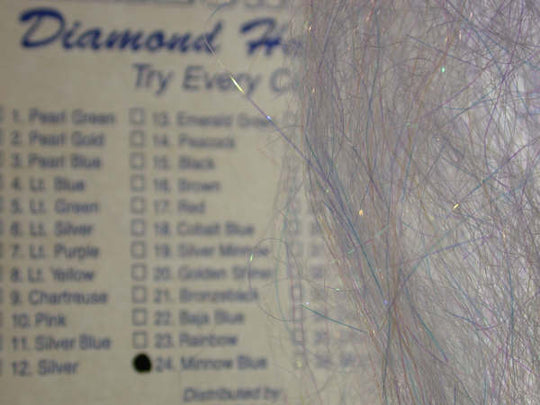 Diamond
Try Every
1. Pearl Green
2. Pearl Gold
3. Pearl Blue
4. Lt. Blue
5. Lt. Green
6. Lt. Silver
7. Lt. Purple
8. Lt. Yellow
9. Chartreuse
10. Pink
11. Silver Blue
12. Silver
13. Emerald Green
14. Peacock
15. Black
16. Brown
17. Red
18. Cobalt Blue
19. Silver Minnow
20. Golden Shiner
21. Bronzeback
22. Baja Blue
23. Rainbow
24. Minnow Blue
Distributed by: